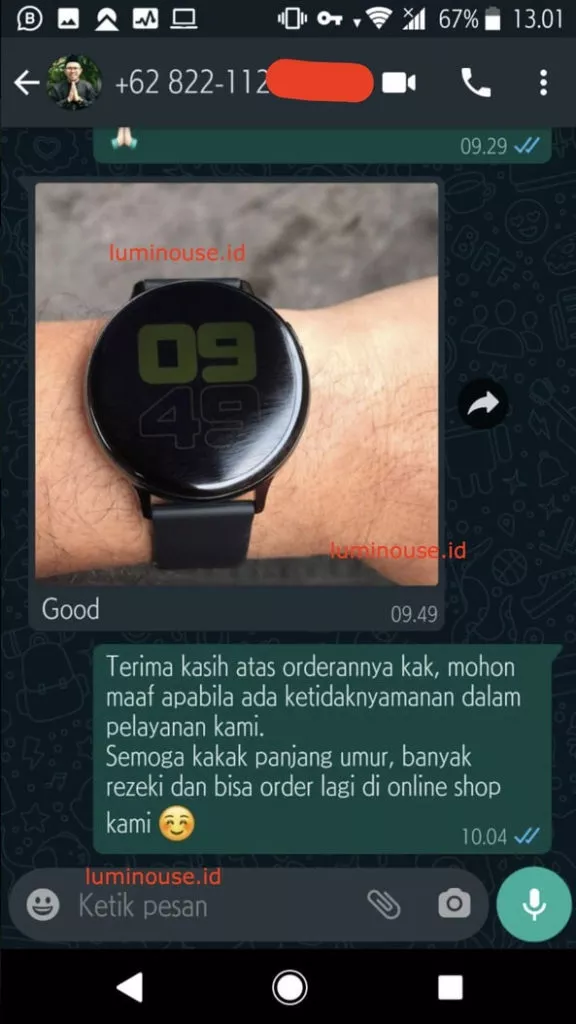 67% 13.01
+62 822-112
09.29
luminouse.id
09
49
luminouse.id
Good
09.49
Terima kasih atas orderannya kak, mohon
maaf apabila ada ketidaknyamanan dalam
pelayanan kami.
Semoga kakak panjang umur, banyak
rezeki dan bisa order lagi di online shop
kami
10.04
luminouse.id
Ketik pesan